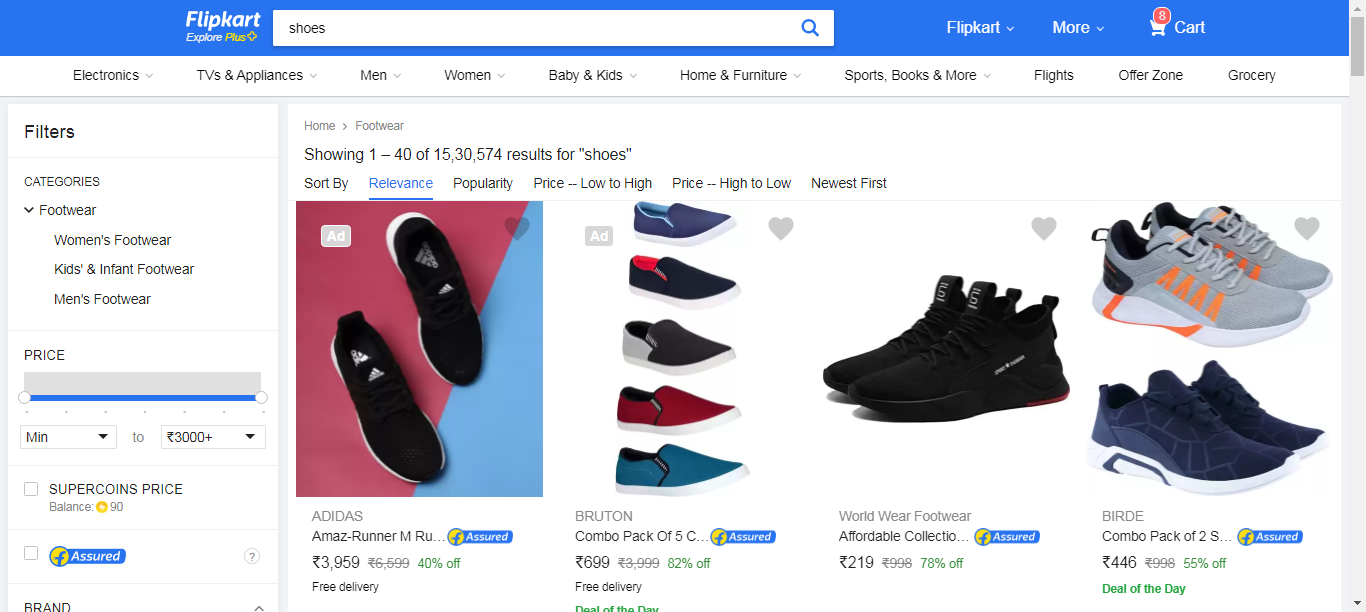 Flipkart
Explore Plus
shoes
Flipkart
More
8
Cart
Electronics
TVs & Appliances
Men
Women
Baby & Kids
Home & Furniture
Sports, Books & More
Flights
Offer Zone
Grocery
Filters
CATEGORIES
Footwear
Women's Footwear
Kids' & Infant Footwear
Men's Footwear
PRICE
Min
to
₹3000+
SUPERCOINS PRICE
Balance: 90
Assured
?
BRAND
Home > Footwear
Showing 1 – 40 of 15,30,574 results for "shoes"
Sort By Relevance Popularity Price -- Low to High Price -- High to Low Newest First
Ad
adidas
ADIDAS
Amaz-Runner M Ru... Assured
₹3,959 ₹6,599 40% off
Free delivery
Ad
BRUTON
Combo Pack Of 5 C... Assured
₹699 ₹3,999 82% off
Free delivery
Deal of the Day
World Wear Footwear
Affordable Collectio... Assured
₹219 ₹998 78% off
BIRDE
Combo Pack of 2 S... Assured
₹446 ₹998 55% off
Deal of the Day